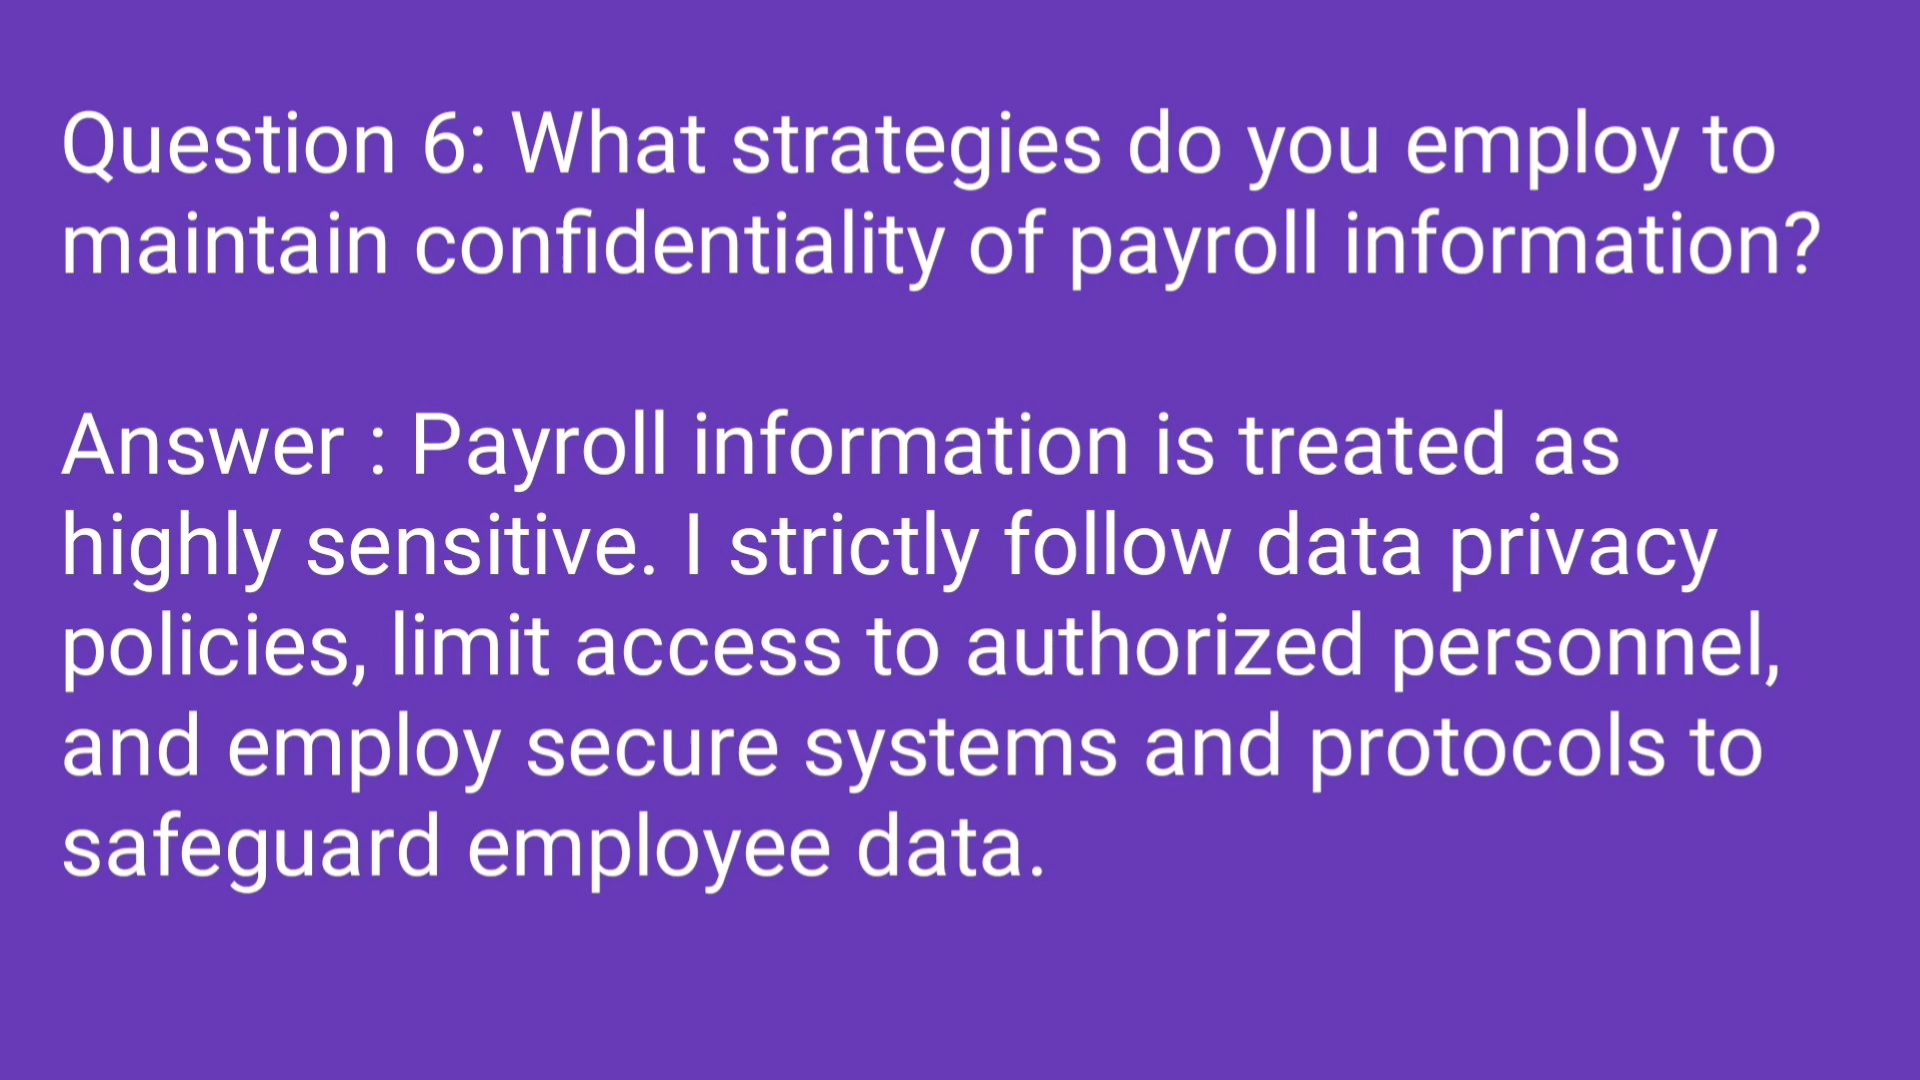 Question 6: What strategies do you employ to
maintain confidentiality of payroll information?
Answer : Payroll information is treated as
highly sensitive. I strictly follow data privacy
policies, limit access to authorized personnel,
and employ secure systems and protocols to
safeguard employee data.